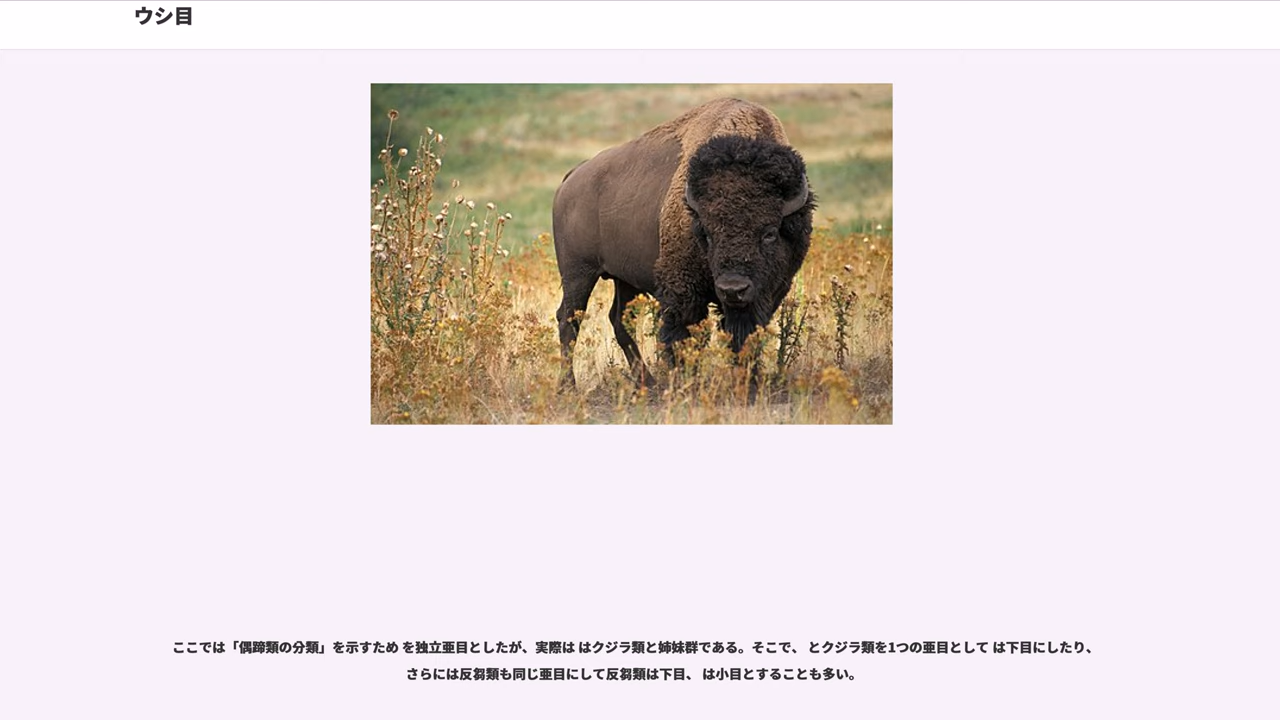 ウシ目
ここでは「偶蹄類の分類」を示すため を独立亜目としたが、実際は はクジラ類と姉妹群である。そこで、 とクジラ類を1つの亜目として は下目にしたり、
さらには反芻類も同じ亜目にして反芻類は下目、 は小目とすることも多い。